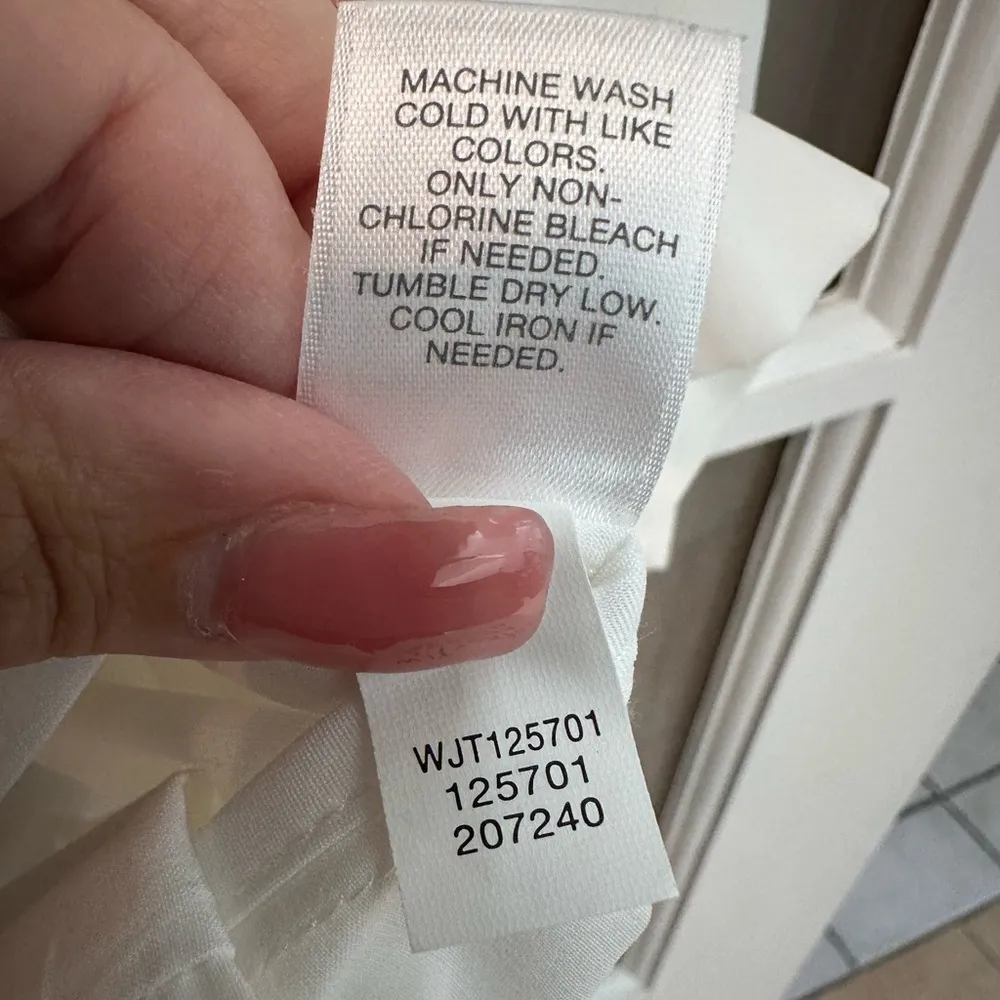 MACHINE WASH
COLD WITH LIKE
COLORS.
ONLY NON-
CHLORINE BLEACH
IF NEEDED.
TUMBLE DRY LOW.
COOL IRON IF
NEEDED.
WJT125701
125701
207240